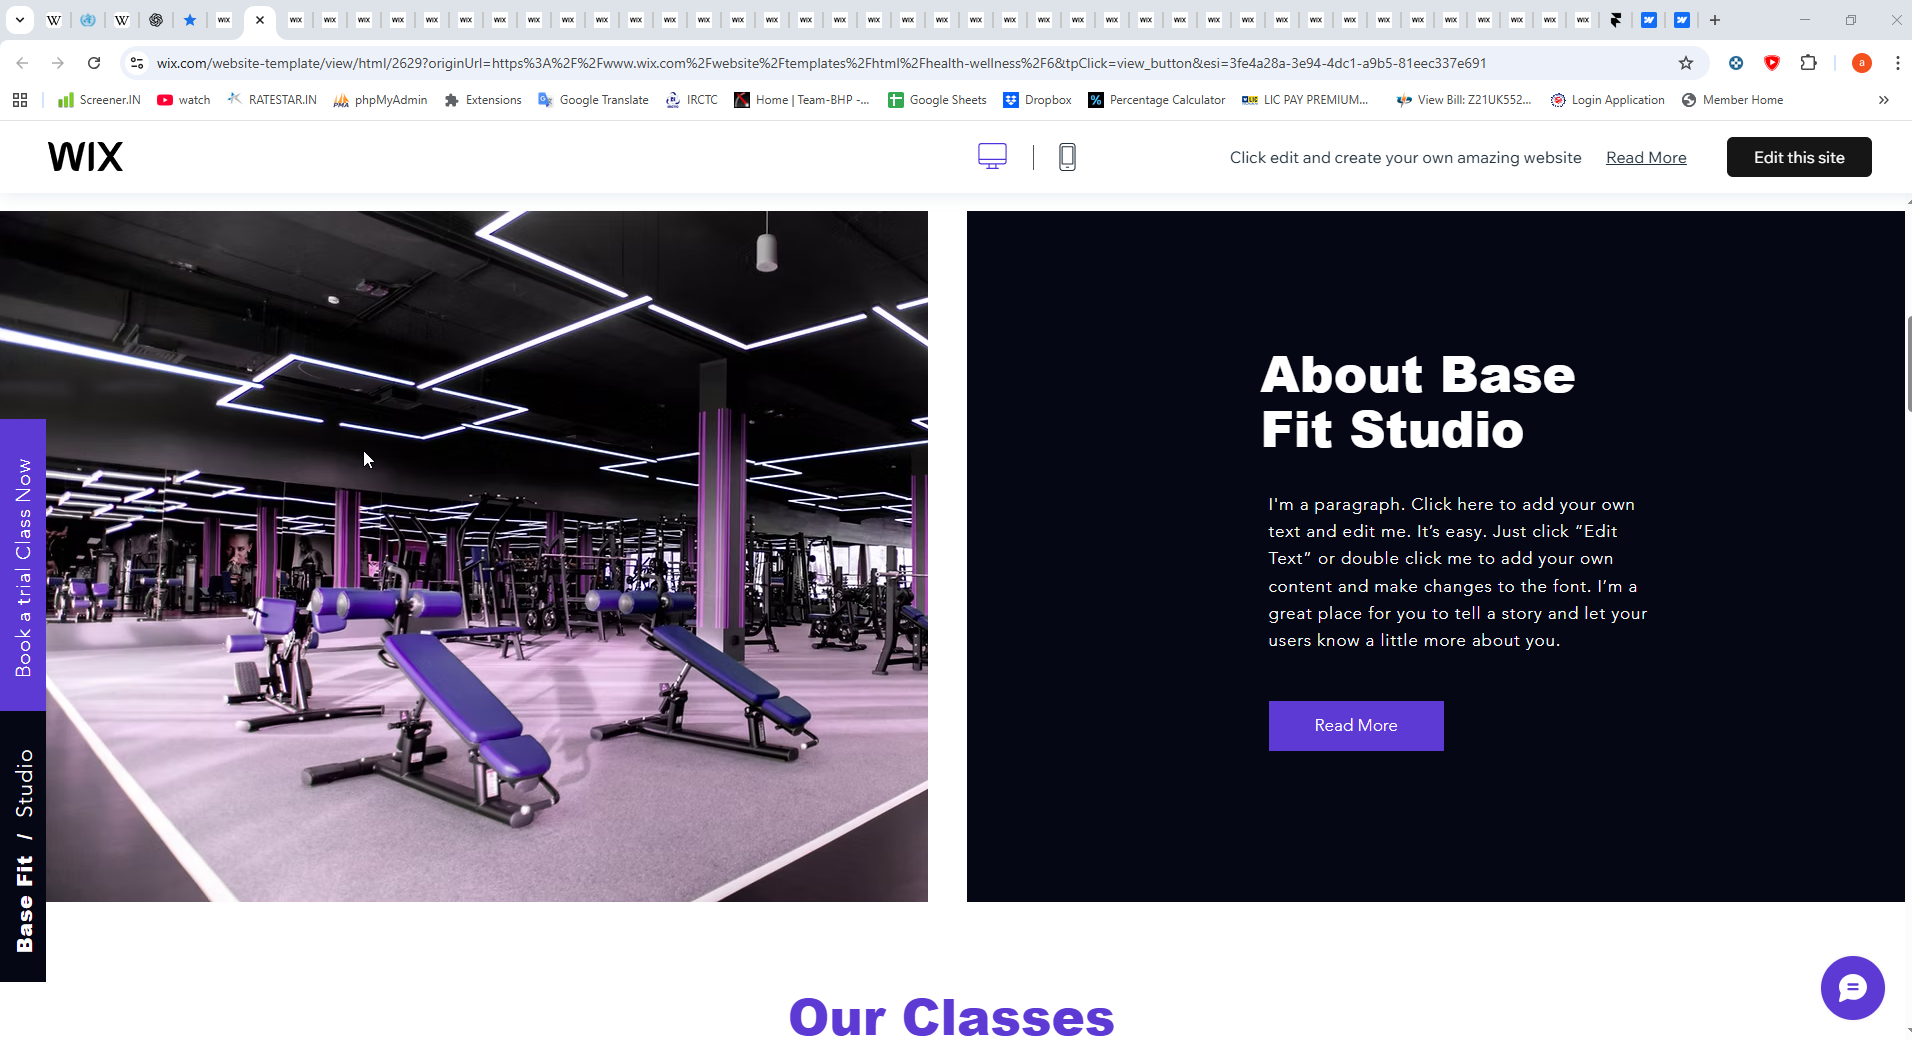 wix.com/website-template/view/html/2629?originUrl=https%3A%2F%2Fwww.wix.com%2Fwebsite%2Ftemplates%2Fhtml%2Fhealth-wellness%2F6&tpClick=view_button&esi=3fe4a28a-3e94-4dc1-a9b5-81eec337e691
a
Screener.IN
watch
RATESTAR.IN
phpMyAdmin
Extensions
Google Translate
IRCTC
Home | Team-BHP -...
Google Sheets
Dropbox
Percentage Calculator
LIC PAY PREMIUM...
View Bill: Z21UK552...
Login Application
Member Home
WIX
Click edit and create your own amazing website
Read More
Edit this site
Book a trial Class Now
Base Fit / Studio
About Base
Fit Studio
I'm a paragraph. Click here to add your own
text and edit me. It’s easy. Just click “Edit
Text” or double click me to add your own
content and make changes to the font. I’m a
great place for you to tell a story and let your
users know a little more about you.
Read More
Our Classes